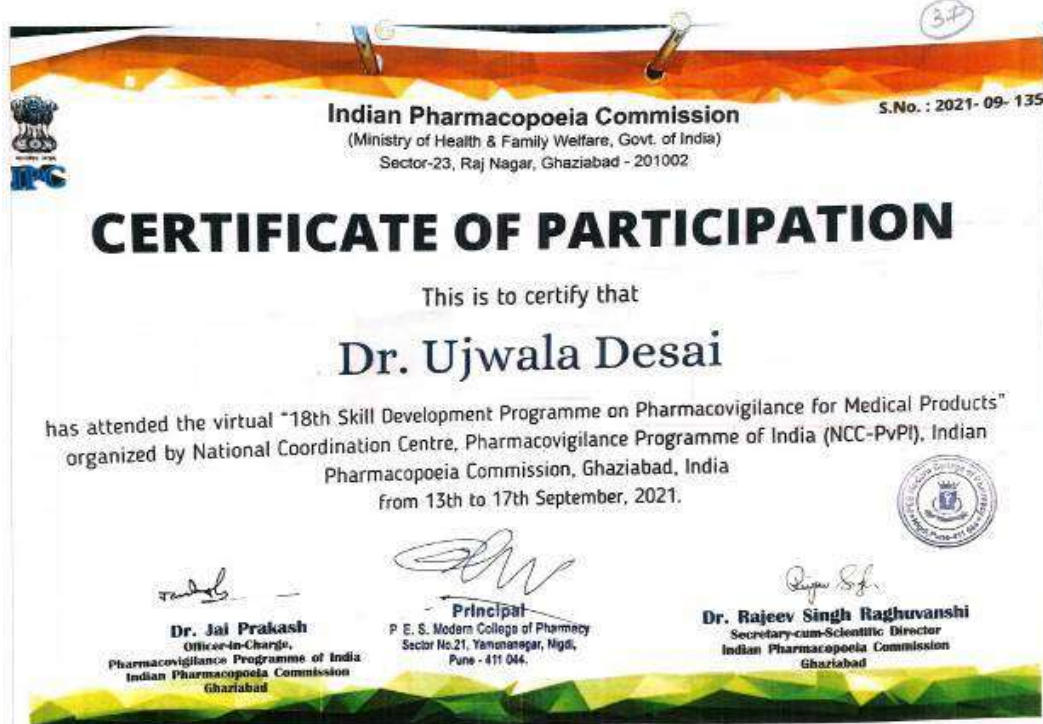 37
Indian Pharmacopoeia Commission
(Ministry of Health & Family Welfare, Govt. of India)
Sector-23, Raj Nagar, Ghaziabad - 201002
S.No. : 2021- 09- 135
IPC
CERTIFICATE OF PARTICIPATION
This is to certify that
Dr. Ujwala Desai
has attended the virtual "18th Skill Development Programme on Pharmacovigilance for Medical Products"
organized by National Coordination Centre, Pharmacovigilance Programme of India (NCC-PvPI), Indian
Pharmacopoeia Commission, Ghaziabad, India
from 13th to 17th September, 2021.
Dr. Jai Prakash
Officer-in-Charge,
Pharmacovigilance Programme of India
Indian Pharmacopoeia Commission
Ghaziabad
Principal
P. E. S. Modern College of Pharmacy
Sector No.21, Yamunanagar, Nigdi,
Pune - 411 044.
Dr. Rajeev Singh Raghuvanshi
Secretary-cum-Scientific Director
Indian Pharmacopoeia Commission
Ghaziabad